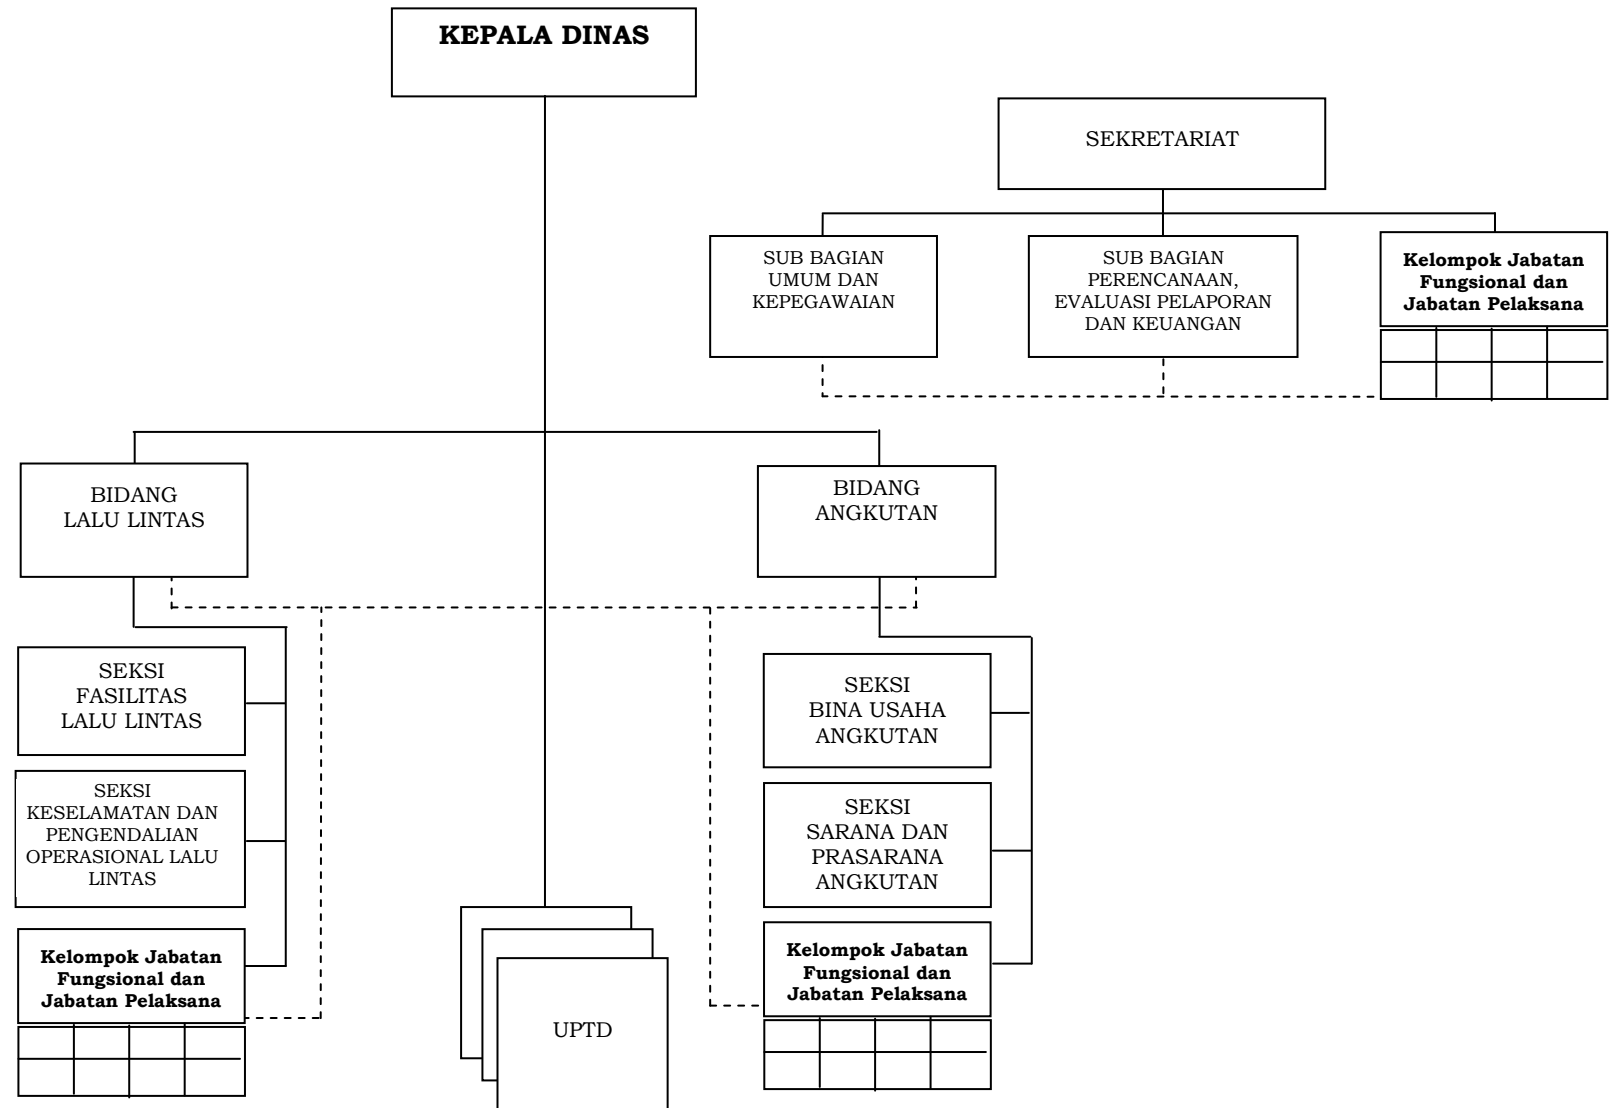 KEPALA DINAS
SEKRETARIAT
SUB BAGIAN
UMUM DAN
KEPEGAWAIAN
SUB BAGIAN
PERENCANAAN,
EVALUASI PELAPORAN
DAN KEUANGAN
Kelompok Jabatan
Fungsional dan
Jabatan Pelaksana
BIDANG
LALU LINTAS
BIDANG
ANGKUTAN
SEKSI
FASILITAS
LALU LINTAS
SEKSI
KESELAMATAN DAN
PENGENDALIAN
OPERASIONAL LALU
LINTAS
Kelompok Jabatan
Fungsional dan
Jabatan Pelaksana
UPTD
SEKSI
BINA USAHA
ANGKUTAN
SEKSI
SARANA DAN
PRASARANA
ANGKUTAN
Kelompok Jabatan
Fungsional dan
Jabatan Pelaksana